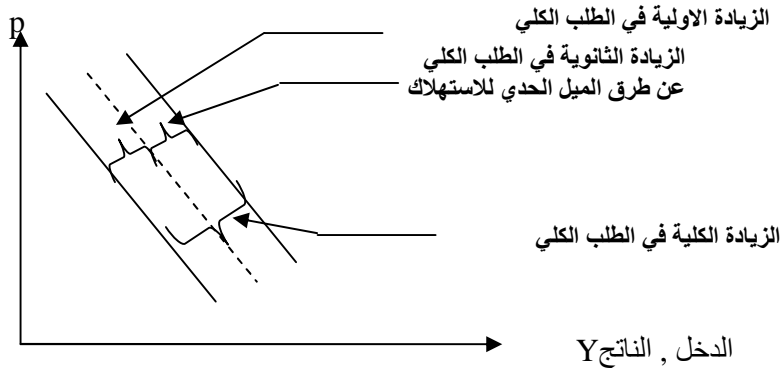 الزيادة الاولية في الطلب الكلي
p
الزيادة الثانوية في الطلب الكلي
عن طرق الميل الحدي للاستهلاك
الزيادة الكلية في الطلب الكلي
الدخل , الناتجY